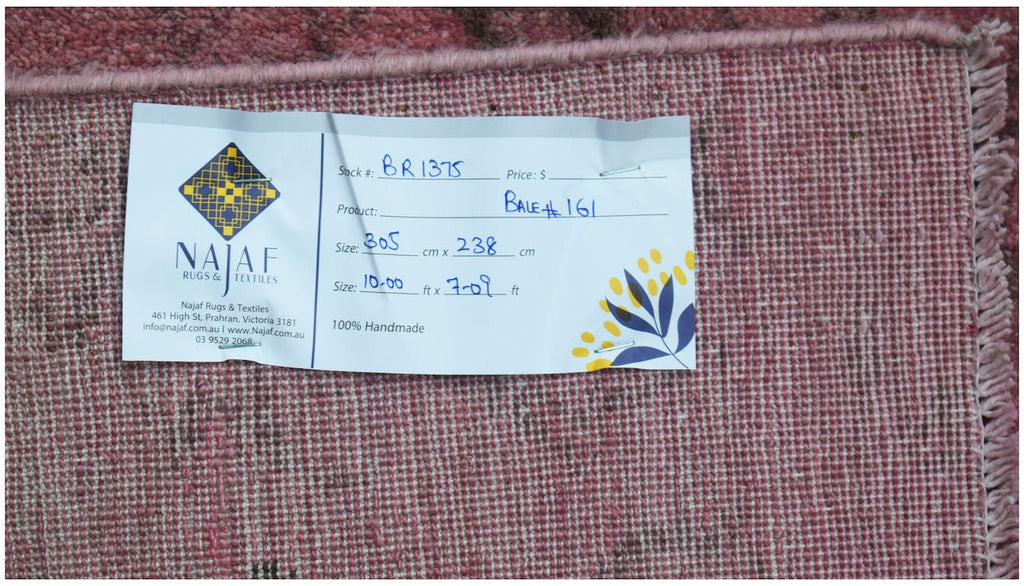 NAJAF
RUGS & TEXTILES
Najaf Rugs & Textiles
461 High St, Prahran. Victoria 3181
info@najaf.com.au I www.Najaf.com.au
03 9529 2068
Stock #: BR1375 Price: $
Product: BALE# 161
Size: 305 cm x 238 cm
Size: 10.00 ft x 7-09 ft
100% Handmade